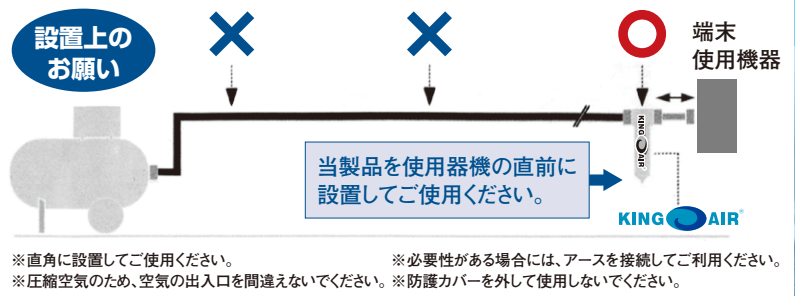 設置上の
お願い
端末
使用機器
KING AIR
当製品を使用器機の直前に
設置してご使用ください。
KING AIR
※直角に設置してご使用ください。
※必要性がある場合には、アースを接続してご利用ください。
※圧縮空気のため、空気の出入口を間違えないでください。
※防護カバーを外して使用しないでください。